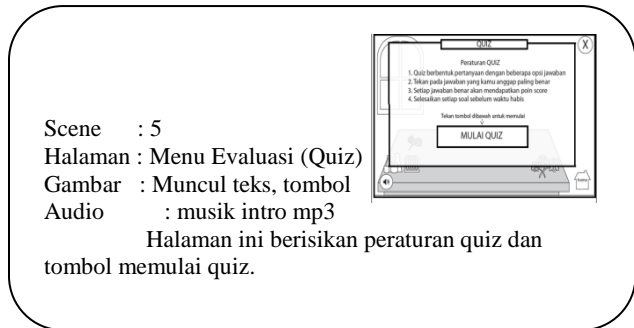 QUIZ
X
Peraturan QUIZ
1. Quiz berbentuk pertanyaan dengan beberapa opsi jawaban
2. Tekan pada jawaban yang kamu anggap paling benar
3. Setiap jawaban benar akan mendapatkan poin score
4. Selesaikan setiap soal sebelum waktu habis
Tekan tombol dibawah untuk memulai
MULAI QUIZ
Scene : 5
Halaman : Menu Evaluasi (Quiz)
Gambar : Muncul teks, tombol
Audio : musik intro mp3
Halaman ini berisikan peraturan quiz dan
tombol memulai quiz.